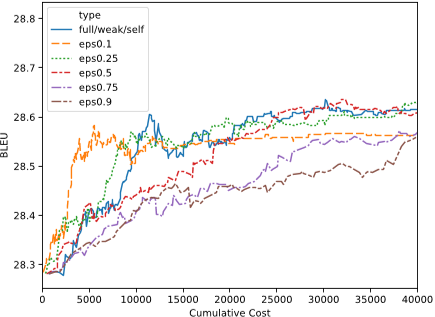 28.8
28.7
28.6
28.5
28.4
28.3
BLEU
type
full/weak/self
eps0.1
eps0.25
eps0.5
eps0.75
eps0.9
0 5000 10000 15000 20000 25000 30000 35000 40000
Cumulative Cost